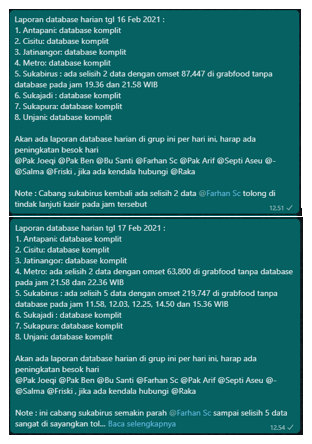 Laporan database harian tgl 16 Feb 2021 :
1. Antapani: database komplit
2. Cisitu: database komplit
3. Jatinangor: database komplit
4. Metro: database komplit
5. Sukabirus : ada selisih 2 data dengan omset 87,447 di grabfood tanpa
database pada jam 19.36 dan 21.58 WIB
6. Sukajadi : database komplit
7. Sukapura: database komplit
8. Unjani: database komplit
Akan ada laporan database harian di grup ini per hari ini, harap ada
peningkatan besok hari
@Pak Joeqi @Pak Ben @Bu Santi @Farhan Sc @Pak Arif @Septi Aseu @~
@Salma @Friski , jika ada kendala hubungi @Raka
Note : Cabang sukabirus kembali ada selisih 2 data @Farhan Sc tolong di
tindak lanjuti kasir pada jam tersebut
12.51
Laporan database harian tgl 17 Feb 2021 :
1. Antapani: database komplit
2. Cisitu: database komplit
3. Jatinangor: database komplit
4. Metro: ada selisih 2 data dengan omset 63,800 di grabfood tanpa database
pada jam 21.58 dan 22.36 WIB
5. Sukabirus : ada selisih 5 data dengan omset 219,747 di grabfood tanpa
database pada jam 11.58, 12.03, 12.25, 14.50 dan 15.36 WIB
6. Sukajadi : database komplit
7. Sukapura: database komplit
8. Unjani: database komplit
Akan ada laporan database harian di grup ini per hari ini, harap ada
peningkatan besok hari
@Pak Joeqi @Pak Ben @Bu Santi @Farhan Sc @Pak Arif @Septi Aseu @~
@Salma @Friski , jika ada kendala hubungi @Raka
Note : ini cabang sukabirus semakin parah @Farhan Sc sampai selisih 5 data
sangat di sayangkan tol... Baca selengkapnya
12.54